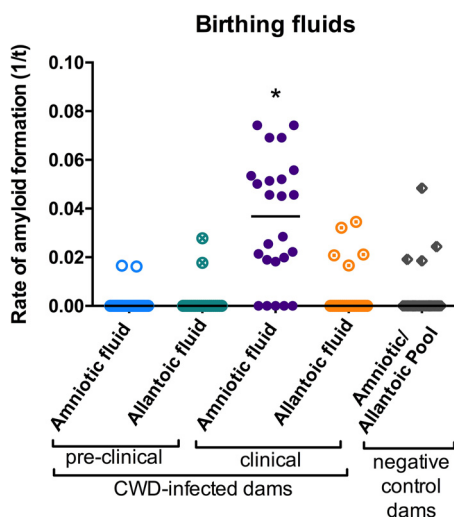 Birthing fluids
Rate of amyloid formation (1/t)
0.10
0.08
0.06
0.04
0.02
0.00
*
Amniotic fluid
Allantoic fluid
Amniotic fluid
Allantoic fluid
Amniotic/
Allantoic Pool
pre-clinical
clinical
CWD-infected dams
negative
control
dams